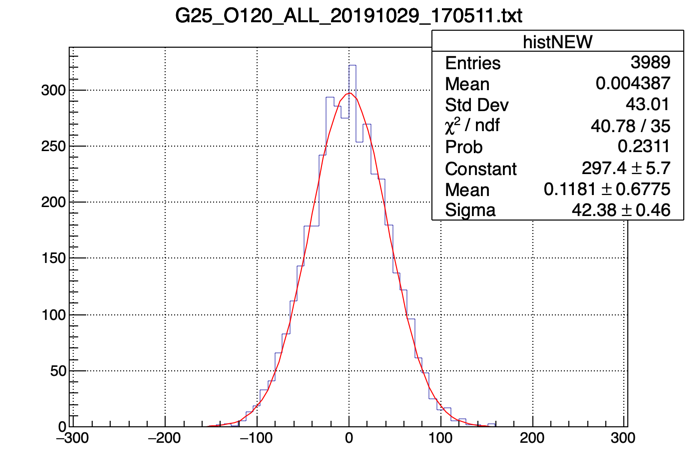 G25_O120_ALL_20191029_170511.txt
histNEW
Entries 3989
Mean 0.004387
Std Dev 43.01
χ² / ndf 40.78 / 35
Prob 0.2311
Constant 297.4 ± 5.7
Mean 0.1181 ± 0.6775
Sigma 42.38 ± 0.46
300
250
200
150
100
50
0
−300 −200 −100 0 100 200 300